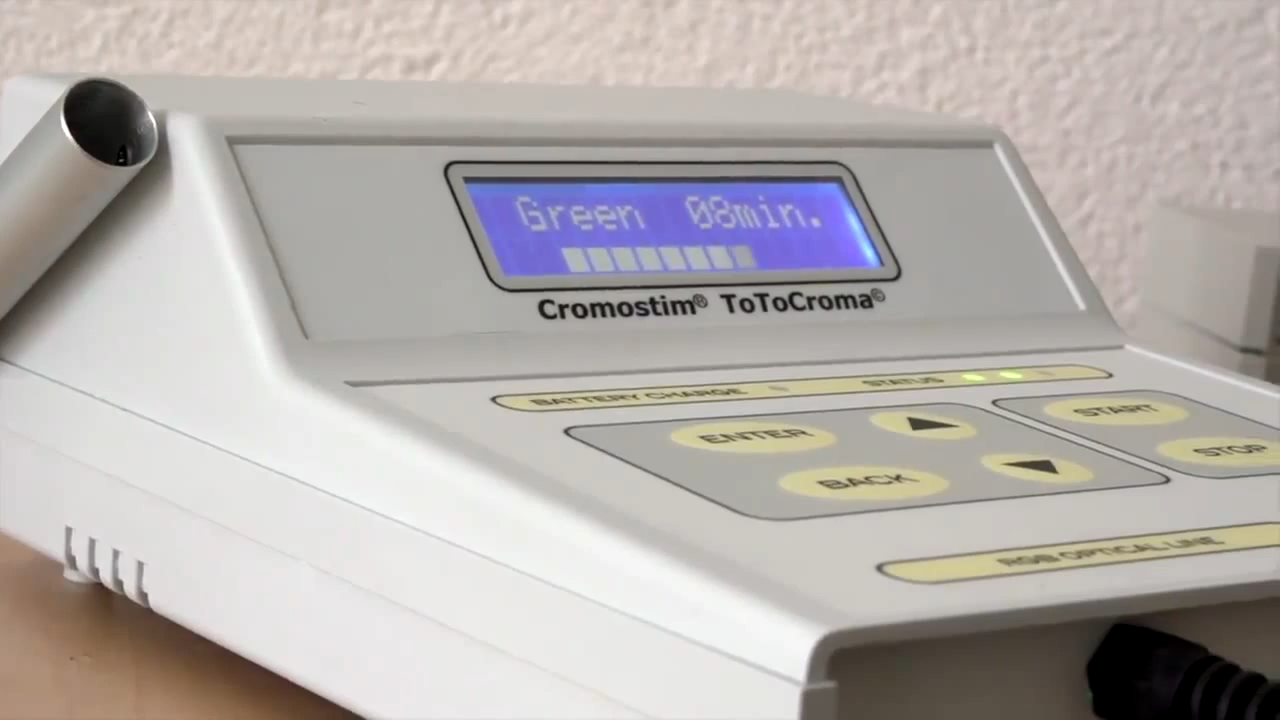 Green 08min.
Cromostim® ToToCroma©
BATTERY CHARGE STATUS
ENTER
START
BACK
STOP
RGB OPTICAL LINE